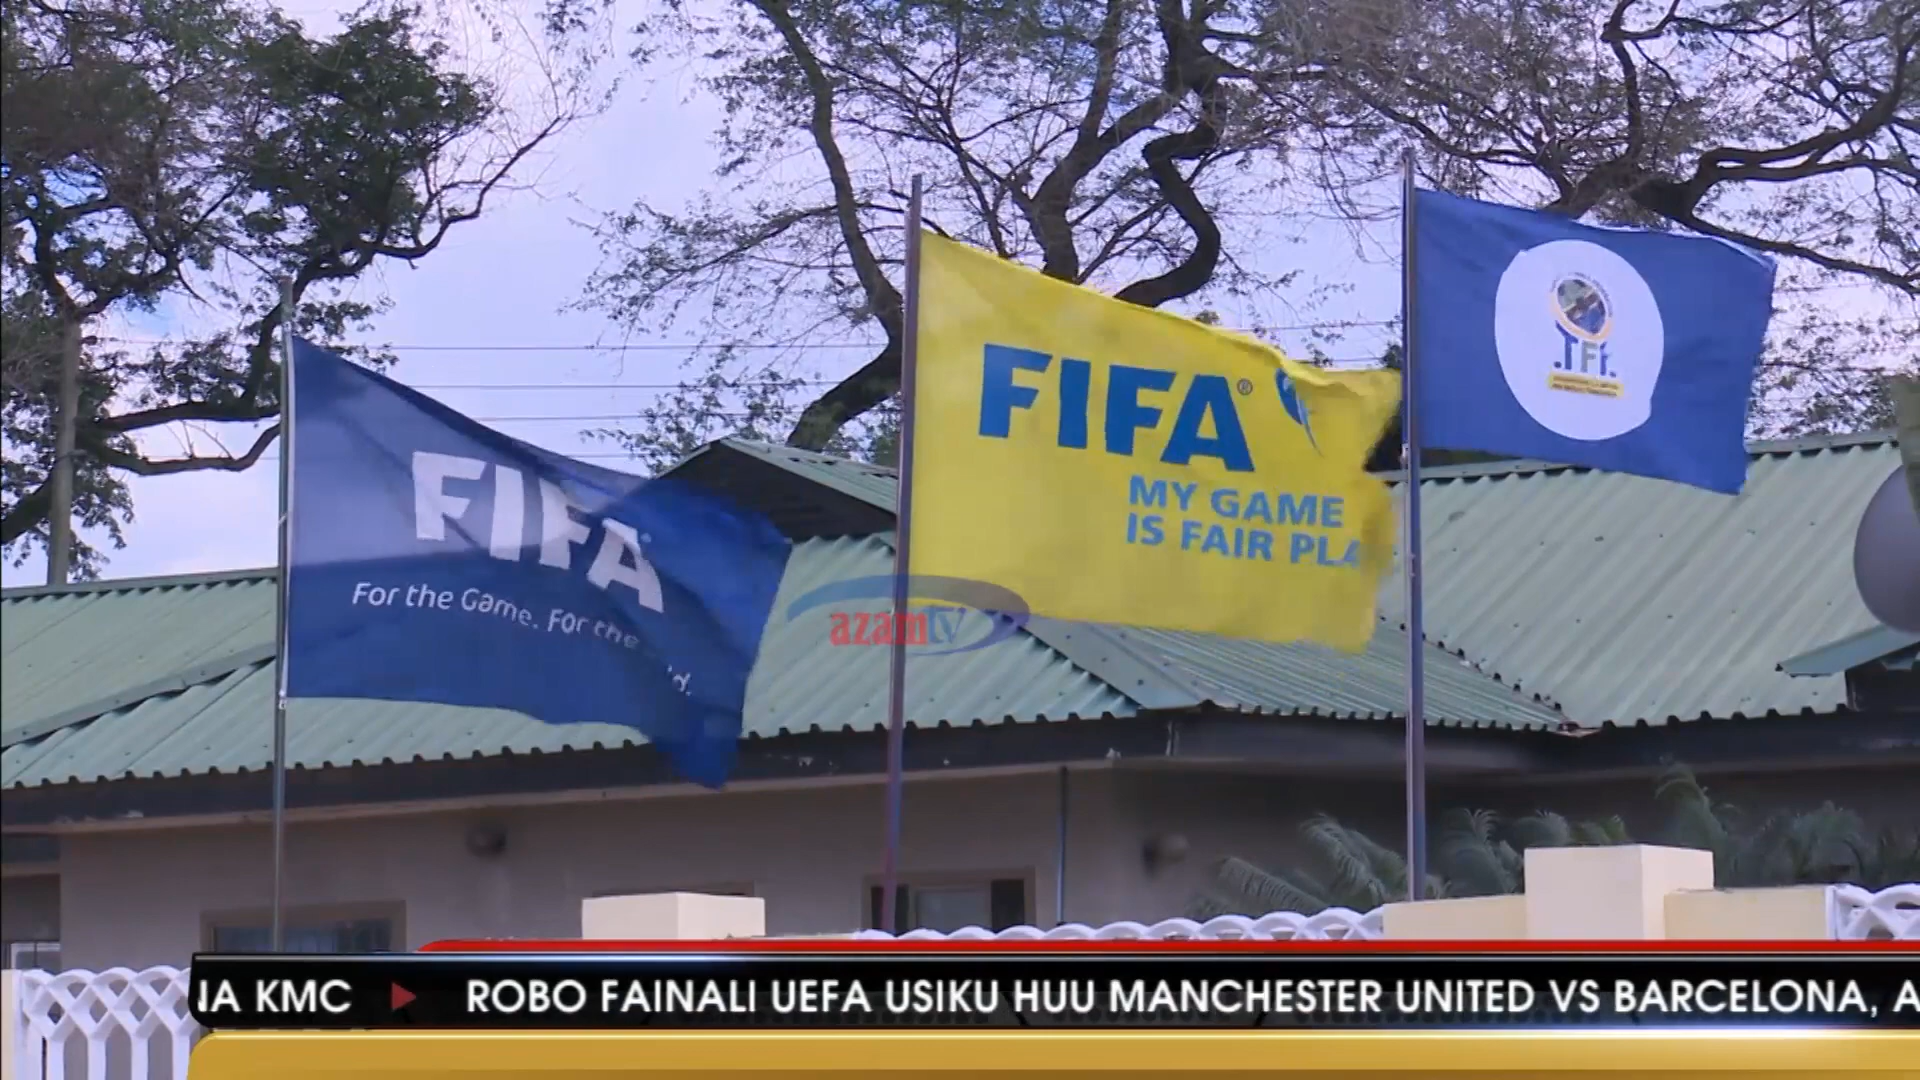 FIFA
For the Game. For the
FIFA®
MY GAME
IS FAIR PLA
TFF
azamtv
NA KMC
ROBO FAINALI UEFA USIKU HUU MANCHESTER UNITED VS BARCELONA, A